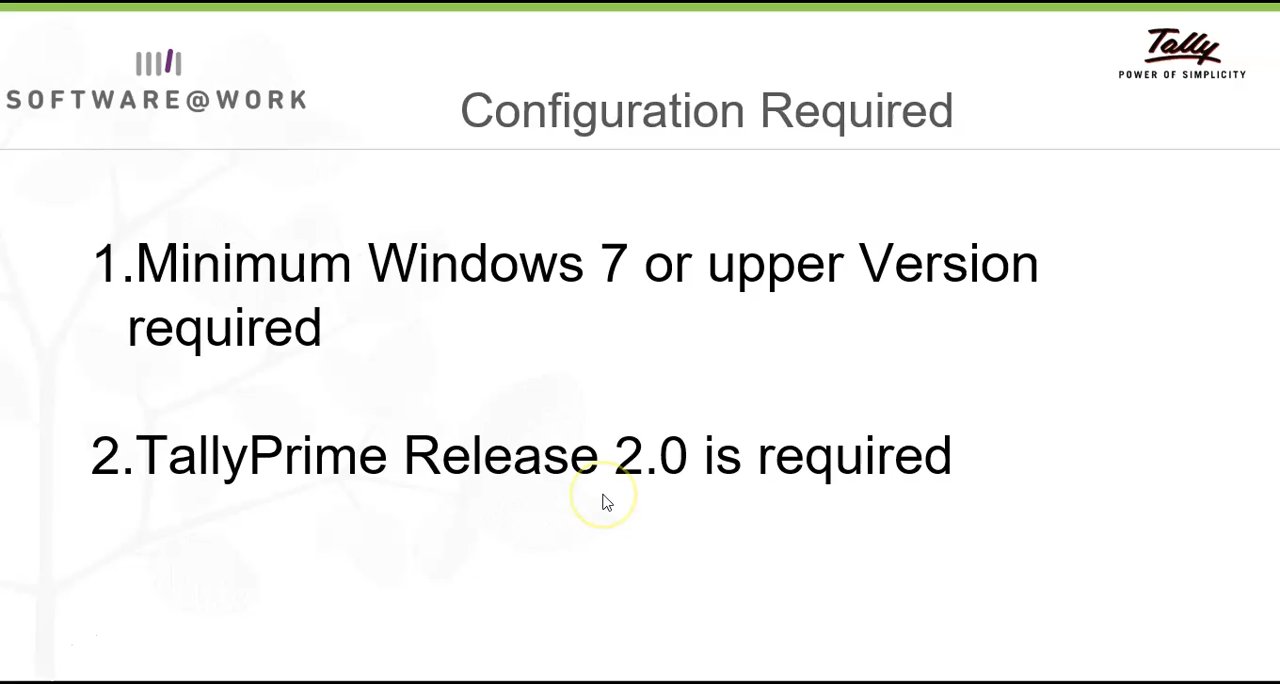 SOFTWARE@WORK
Tally
POWER OF SIMPLICITY
Configuration Required
1.Minimum Windows 7 or upper Version
required
2.TallyPrime Release 2.0 is required